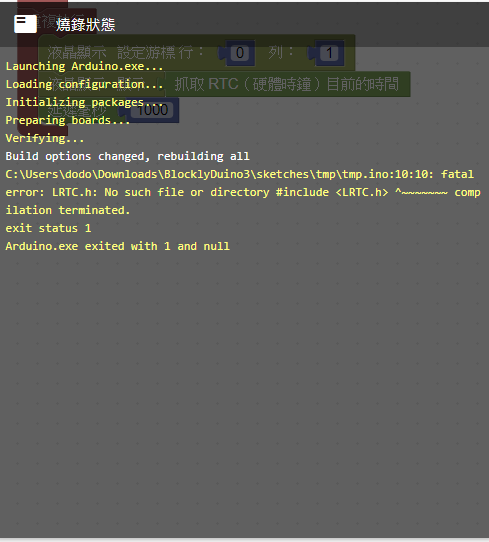 燒錄狀態
液晶顯示 設定游標 行： 0 列： 1
Launching Arduino.exe...
抓取 RTC（硬體時鐘）目前的時間
Loading configuration...
Initializing packages...
1000
Preparing boards...
Verifying...
Build options changed, rebuilding all
C:\Users\dodo\Downloads\BlocklyDuino3\sketches\tmp\tmp.ino:10:10: fatal
error: LRTC.h: No such file or directory #include <LRTC.h> ^~~~~~~~ comp
ilation terminated.
exit status 1
Arduino.exe exited with 1 and null